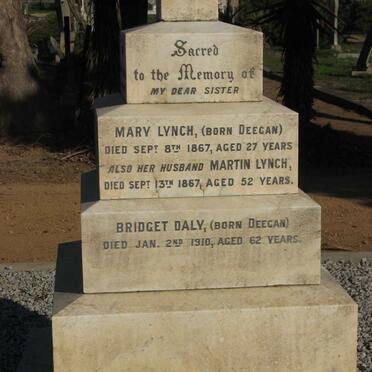 Sacred
to the Memory of
MY DEAR SISTER
MARY LYNCH, (BORN DEEGAN)
DIED SEPT 8TH 1867, AGED 27 YEARS
ALSO HER HUSBAND MARTIN LYNCH,
DIED SEPT 13TH 1867, AGED 52 YEARS.
BRIDGET DALY, (BORN DEEGAN)
DIED JAN. 2ND 1910, AGED 62 YEARS.